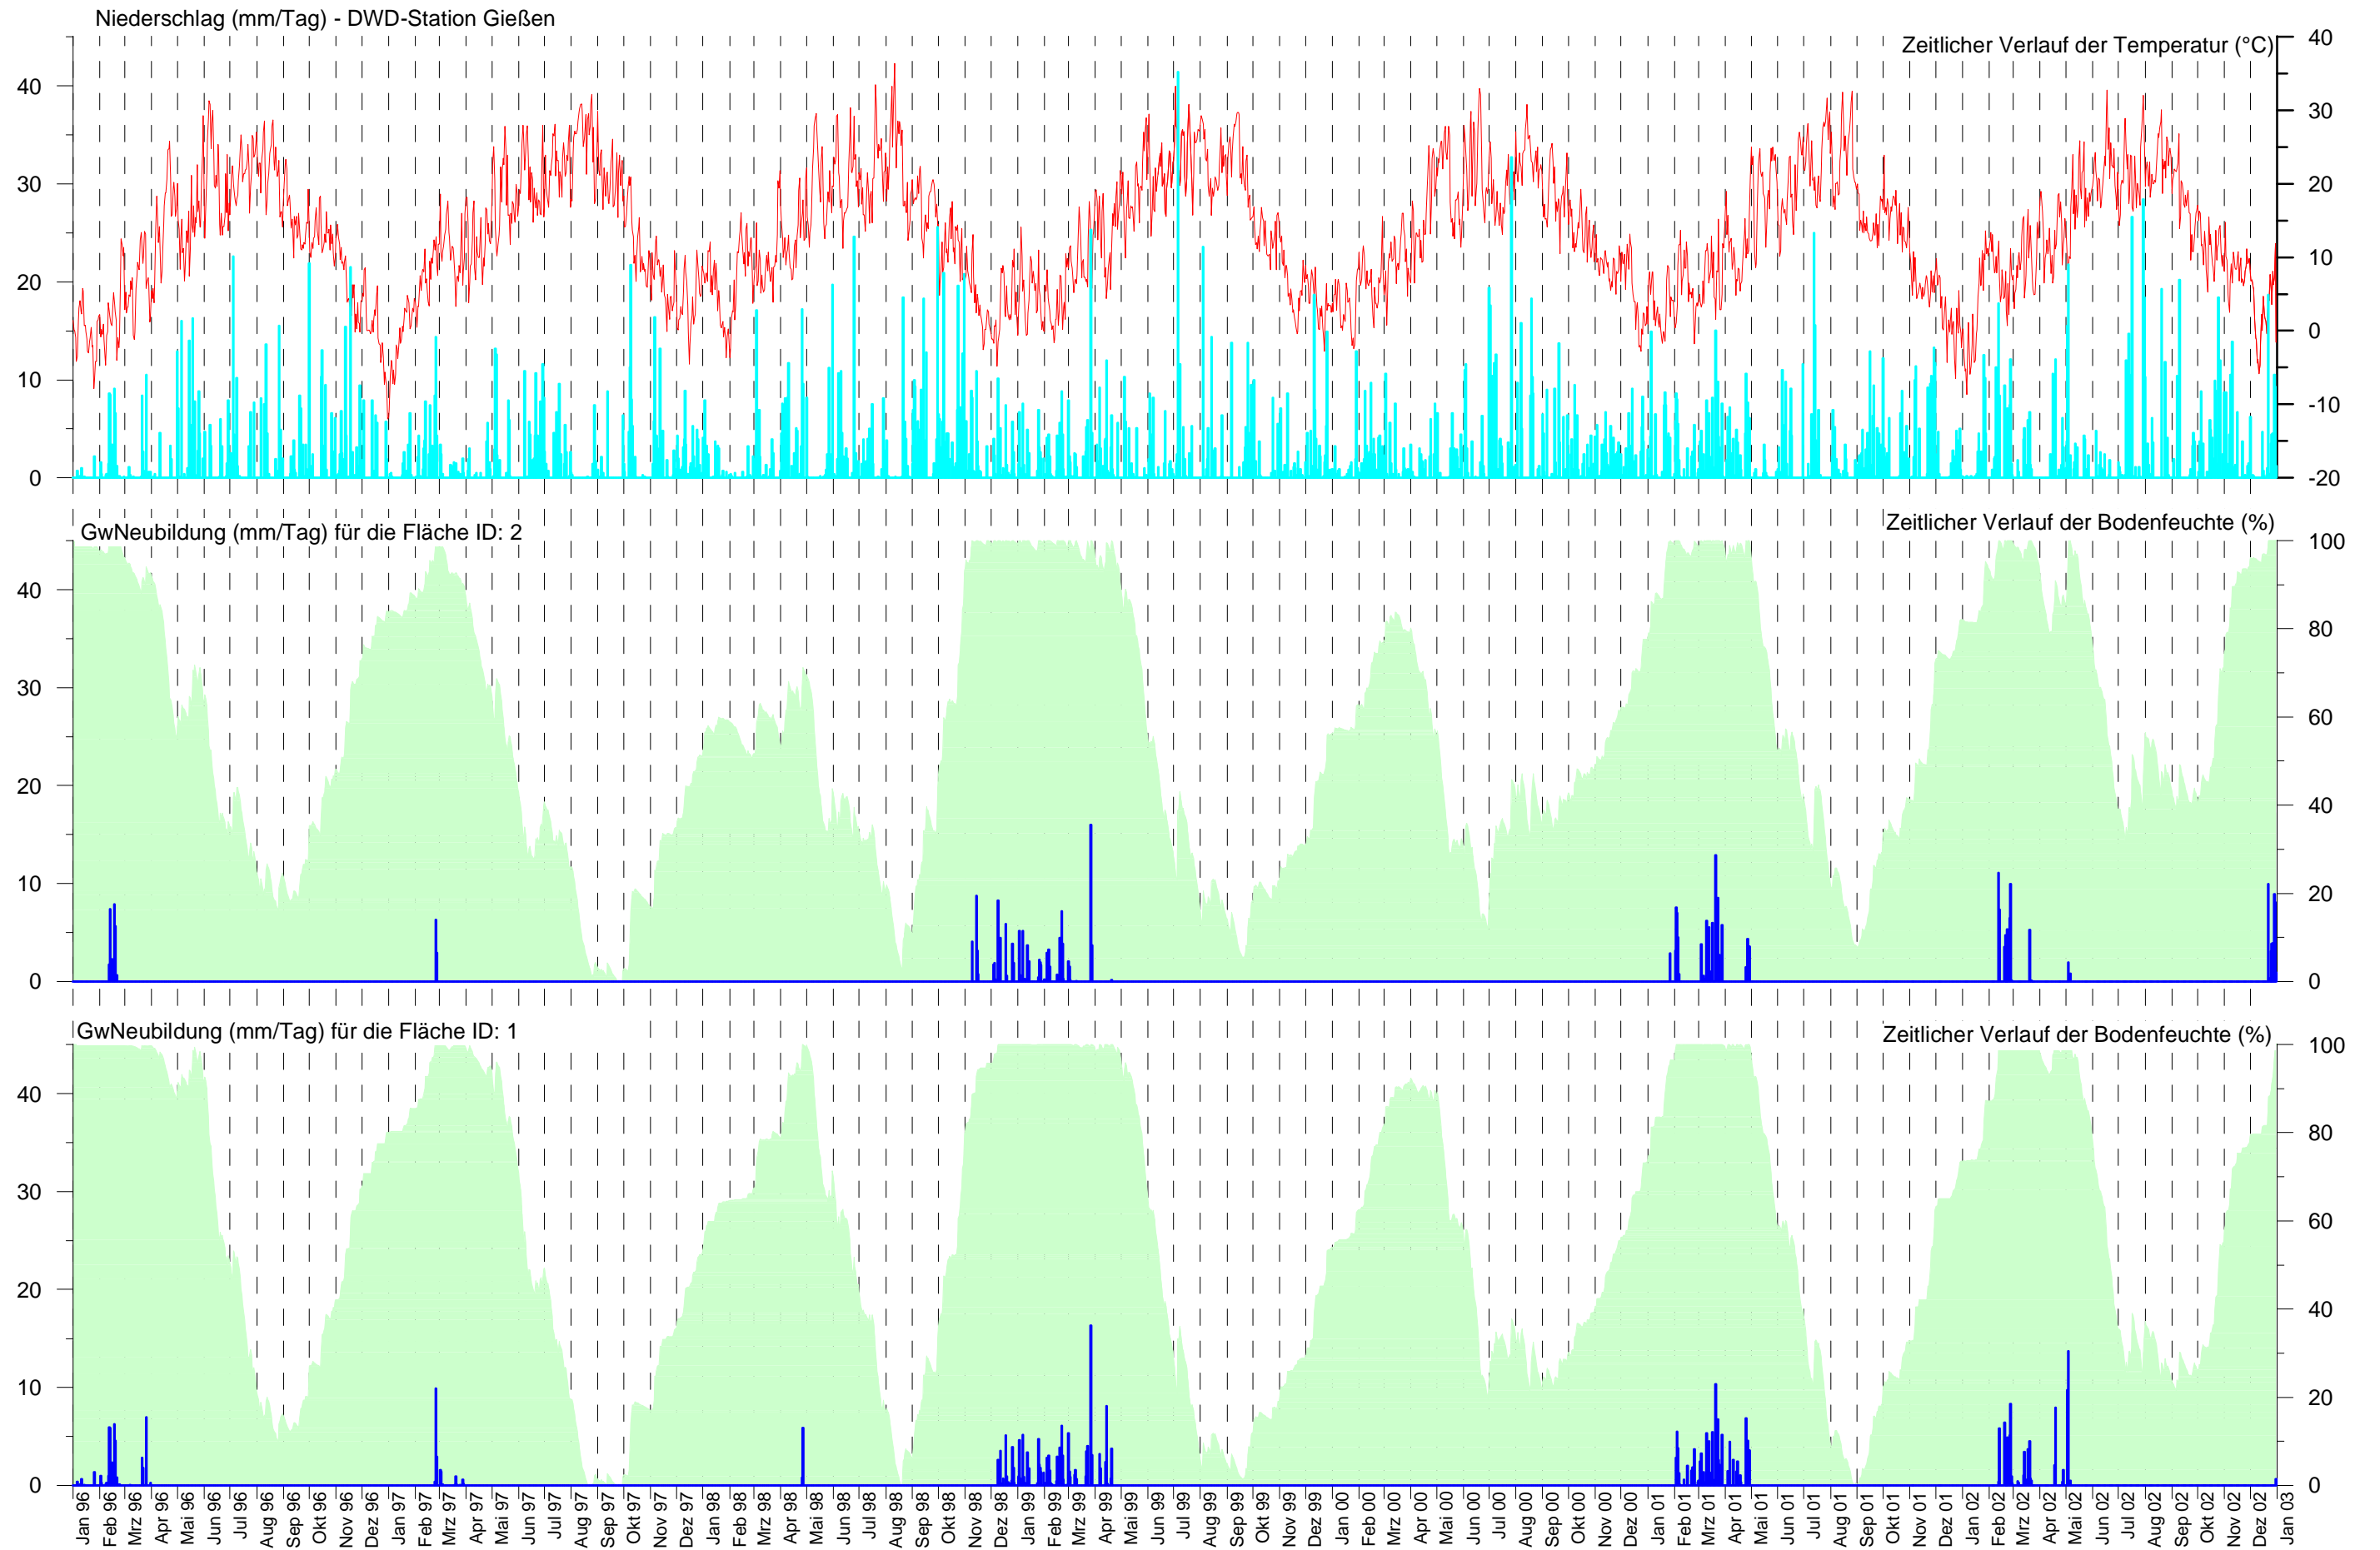 Niederschlag (mm/Tag) - DWD-Station Gießen
Zeitlicher Verlauf der Temperatur (°C)
40
30
20
10
0
40
30
20
10
0
-10
-20
GwNeubildung (mm/Tag) für die Fläche ID: 2
Zeitlicher Verlauf der Bodenfeuchte (%)
40
30
20
10
0
100
80
60
40
20
0
GwNeubildung (mm/Tag) für die Fläche ID: 1
Zeitlicher Verlauf der Bodenfeuchte (%)
40
30
20
10
0
100
80
60
40
20
0
Jan 96
Feb 96
Mrz 96
Apr 96
Mai 96
Jun 96
Jul 96
Aug 96
Sep 96
Okt 96
Nov 96
Dez 96
Jan 97
Feb 97
Mrz 97
Apr 97
Mai 97
Jun 97
Jul 97
Aug 97
Sep 97
Okt 97
Nov 97
Dez 97
Jan 98
Feb 98
Mrz 98
Apr 98
Mai 98
Jun 98
Jul 98
Aug 98
Sep 98
Okt 98
Nov 98
Dez 98
Jan 99
Feb 99
Mrz 99
Apr 99
Mai 99
Jun 99
Jul 99
Aug 99
Sep 99
Okt 99
Nov 99
Dez 99
Jan 00
Feb 00
Mrz 00
Apr 00
Mai 00
Jun 00
Jul 00
Aug 00
Sep 00
Okt 00
Nov 00
Dez 00
Jan 01
Feb 01
Mrz 01
Apr 01
Mai 01
Jun 01
Jul 01
Aug 01
Sep 01
Okt 01
Nov 01
Dez 01
Jan 02
Feb 02
Mrz 02
Apr 02
Mai 02
Jun 02
Jul 02
Aug 02
Sep 02
Okt 02
Nov 02
Dez 02
Jan 03